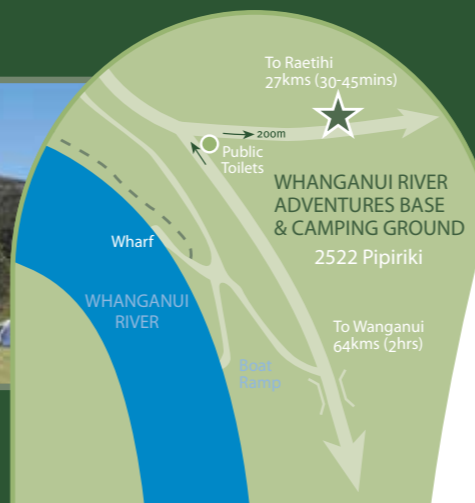 To Raetihi
27kms (30-45mins)
200m
Public
Toilets
WHANGANUI RIVER
ADVENTURES BASE
& CAMPING GROUND
2522 Pipiriki
Wharf
WHANGANUI
RIVER
To Wanganui
64kms (2hrs)
Boat
Ramp